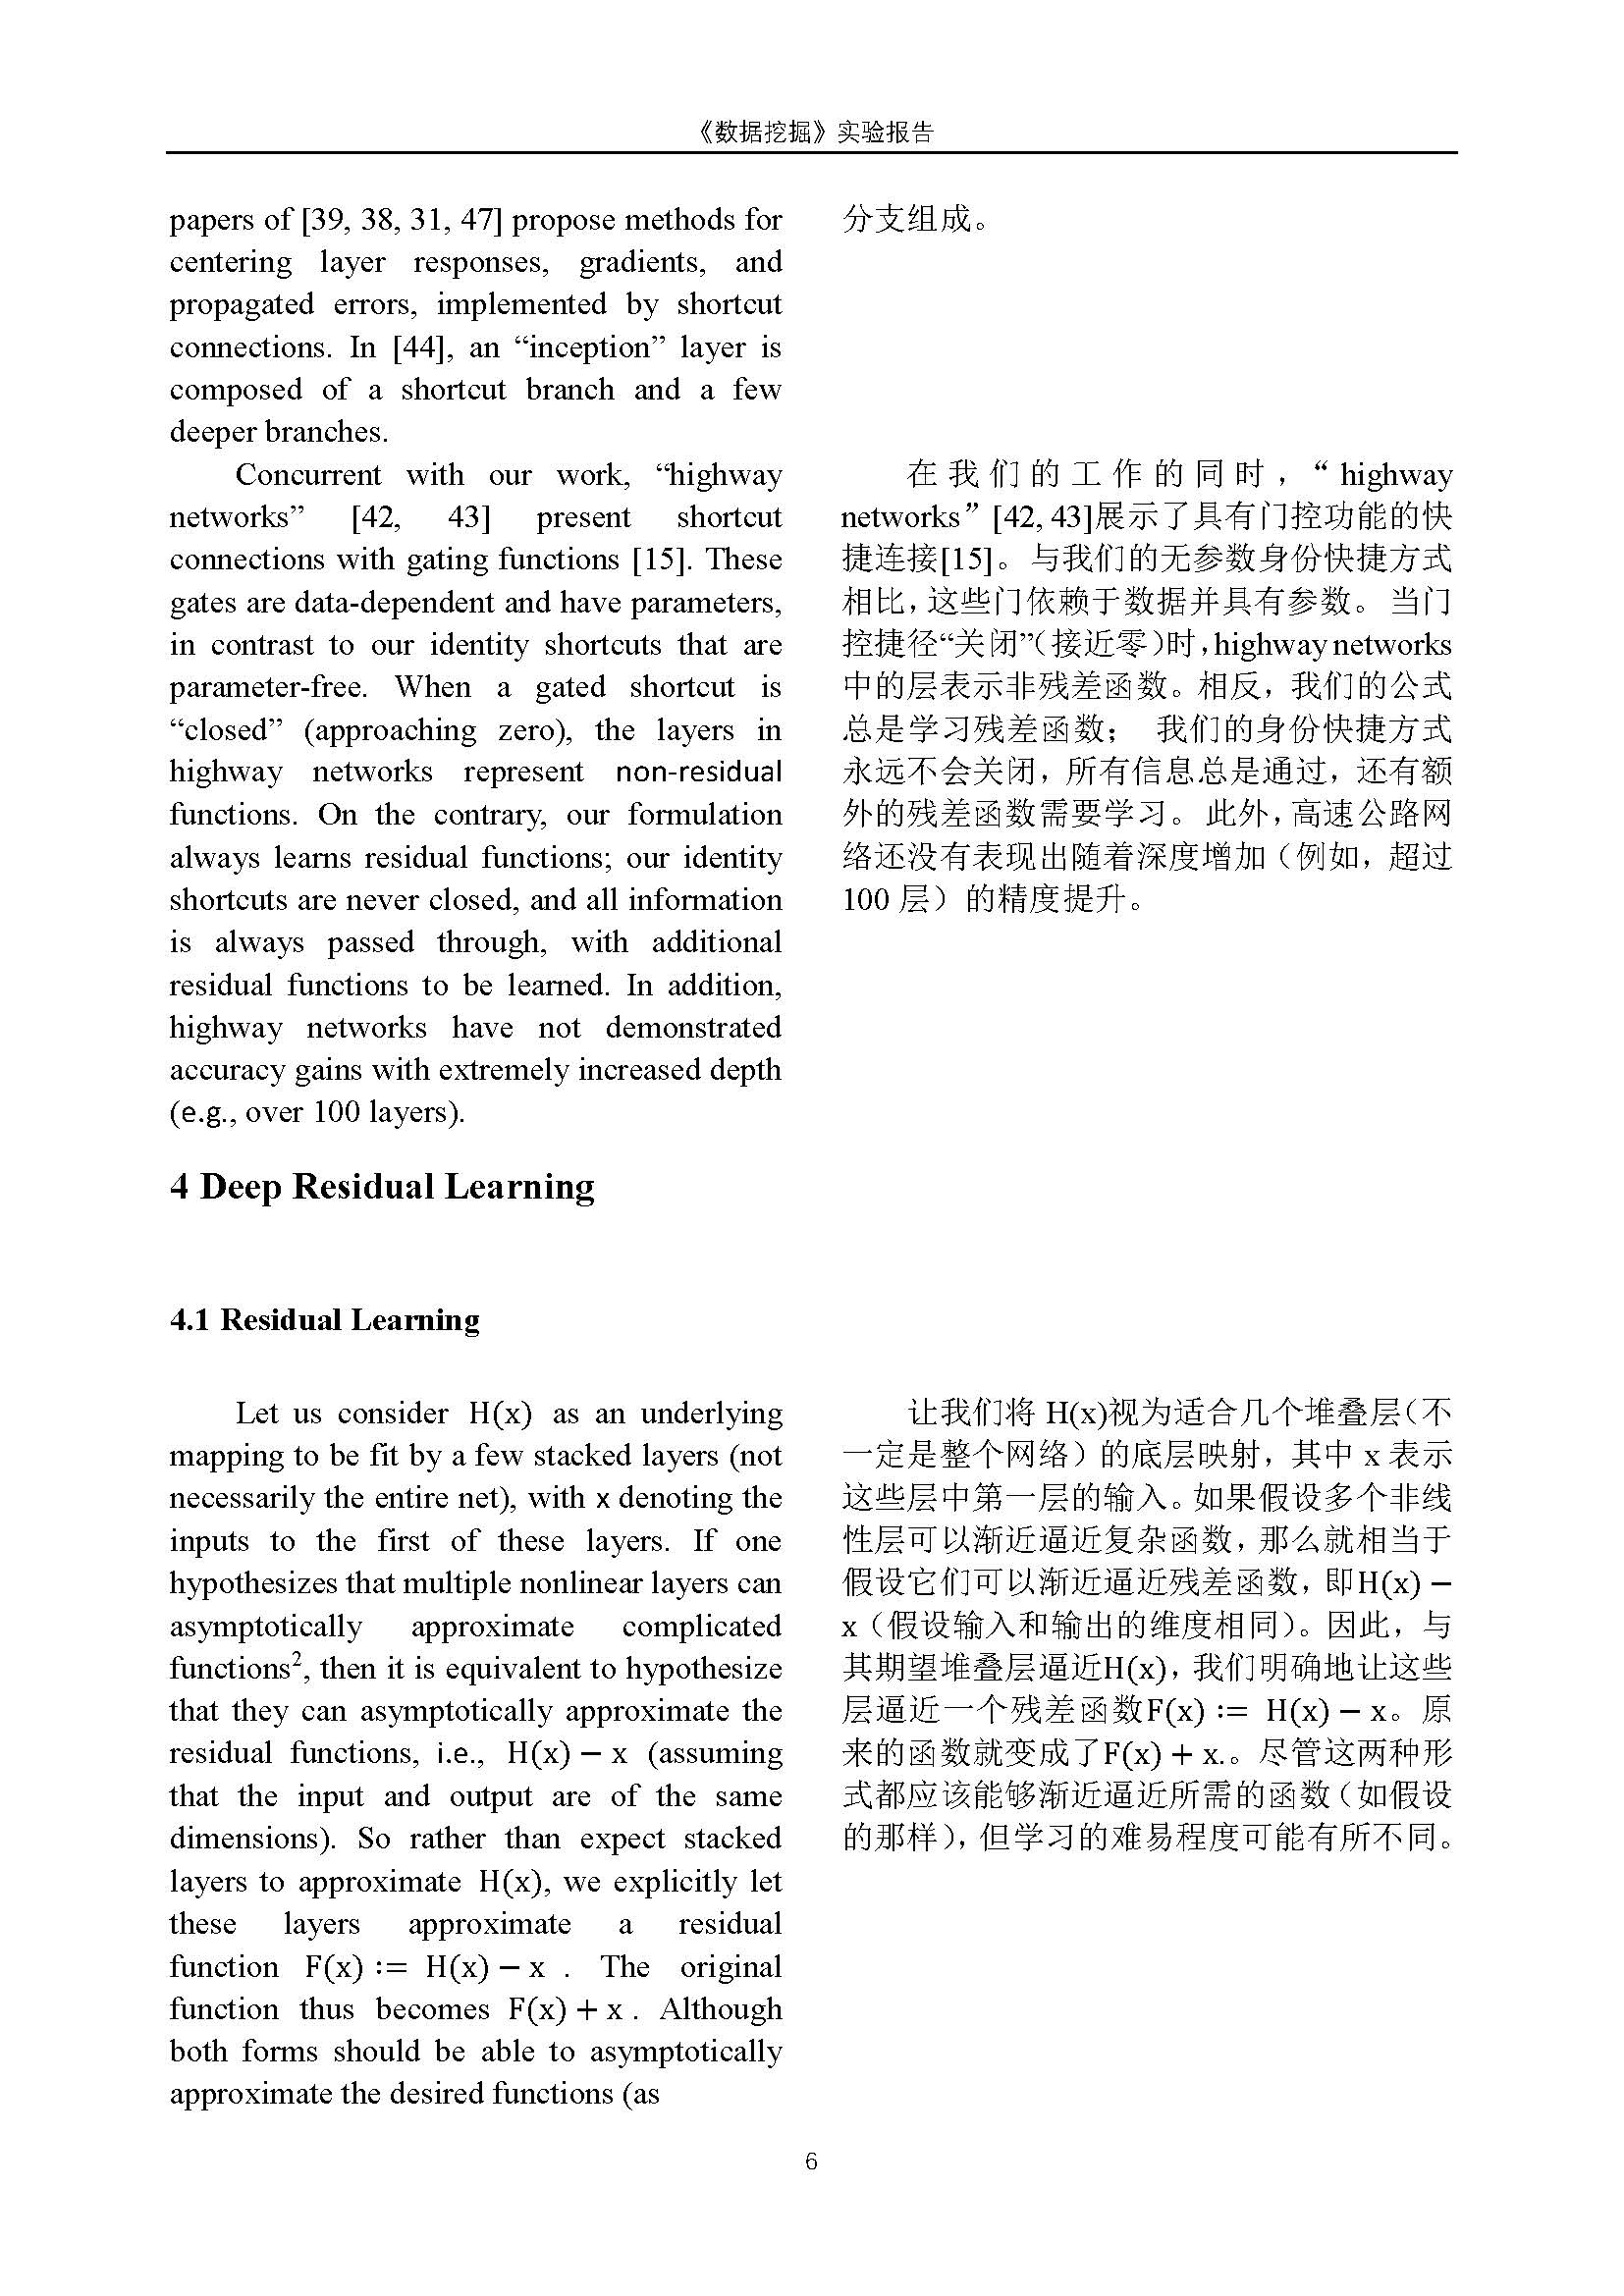 《数据挖掘》实验报告
papers of [39, 38, 31, 47] propose methods for
centering layer responses, gradients, and
propagated errors, implemented by shortcut
connections. In [44], an “inception” layer is
composed of a shortcut branch and a few
deeper branches.
Concurrent with our work, “highway
networks” [42, 43] present shortcut
connections with gating functions [15]. These
gates are data-dependent and have parameters,
in contrast to our identity shortcuts that are
parameter-free. When a gated shortcut is
“closed” (approaching zero), the layers in
highway networks represent non-residual
functions. On the contrary, our formulation
always learns residual functions; our identity
shortcuts are never closed, and all information
is always passed through, with additional
residual functions to be learned. In addition,
highway networks have not demonstrated
accuracy gains with extremely increased depth
(e.g., over 100 layers).
分支组成。
在我们的工作的同时，“highway
networks”[42, 43]展示了具有门控功能的快
捷连接[15]。与我们的无参数身份快捷方式
相比，这些门依赖于数据并具有参数。 当门
控捷径“关闭”（接近零）时，highway networks
中的层表示非残差函数。相反，我们的公式
总是学习残差函数； 我们的身份快捷方式
永远不会关闭，所有信息总是通过，还有额
外的残差函数需要学习。 此外，高速公路网
络还没有表现出随着深度增加（例如，超过
100 层）的精度提升。
4 Deep Residual Learning
4.1 Residual Learning
Let us consider H(x) as an underlying
mapping to be fit by a few stacked layers (not
necessarily the entire net), with x denoting the
inputs to the first of these layers. If one
hypothesizes that multiple nonlinear layers can
asymptotically approximate complicated
functions², then it is equivalent to hypothesize
that they can asymptotically approximate the
residual functions, i.e., H(x) − x (assuming
that the input and output are of the same
dimensions). So rather than expect stacked
layers to approximate H(x), we explicitly let
these layers approximate a residual
function F(x) := H(x) − x . The original
function thus becomes F(x) + x . Although
both forms should be able to asymptotically
approximate the desired functions (as
让我们将 H(x)视为适合几个堆叠层（不
一定是整个网络）的底层映射，其中 x 表示
这些层中第一层的输入。如果假设多个非线
性层可以渐近逼近复杂函数，那么就相当于
假设它们可以渐近逼近残差函数，即H(x) −
x（假设输入和输出的维度相同）。因此，与
其期望堆叠层逼近H(x)，我们明确地让这些
层逼近一个残差函数F(x) := H(x) − x。原
来的函数就变成了F(x) + x.。尽管这两种形
式都应该能够渐近逼近所需的函数（如假设
的那样），但学习的难易程度可能有所不同。
6